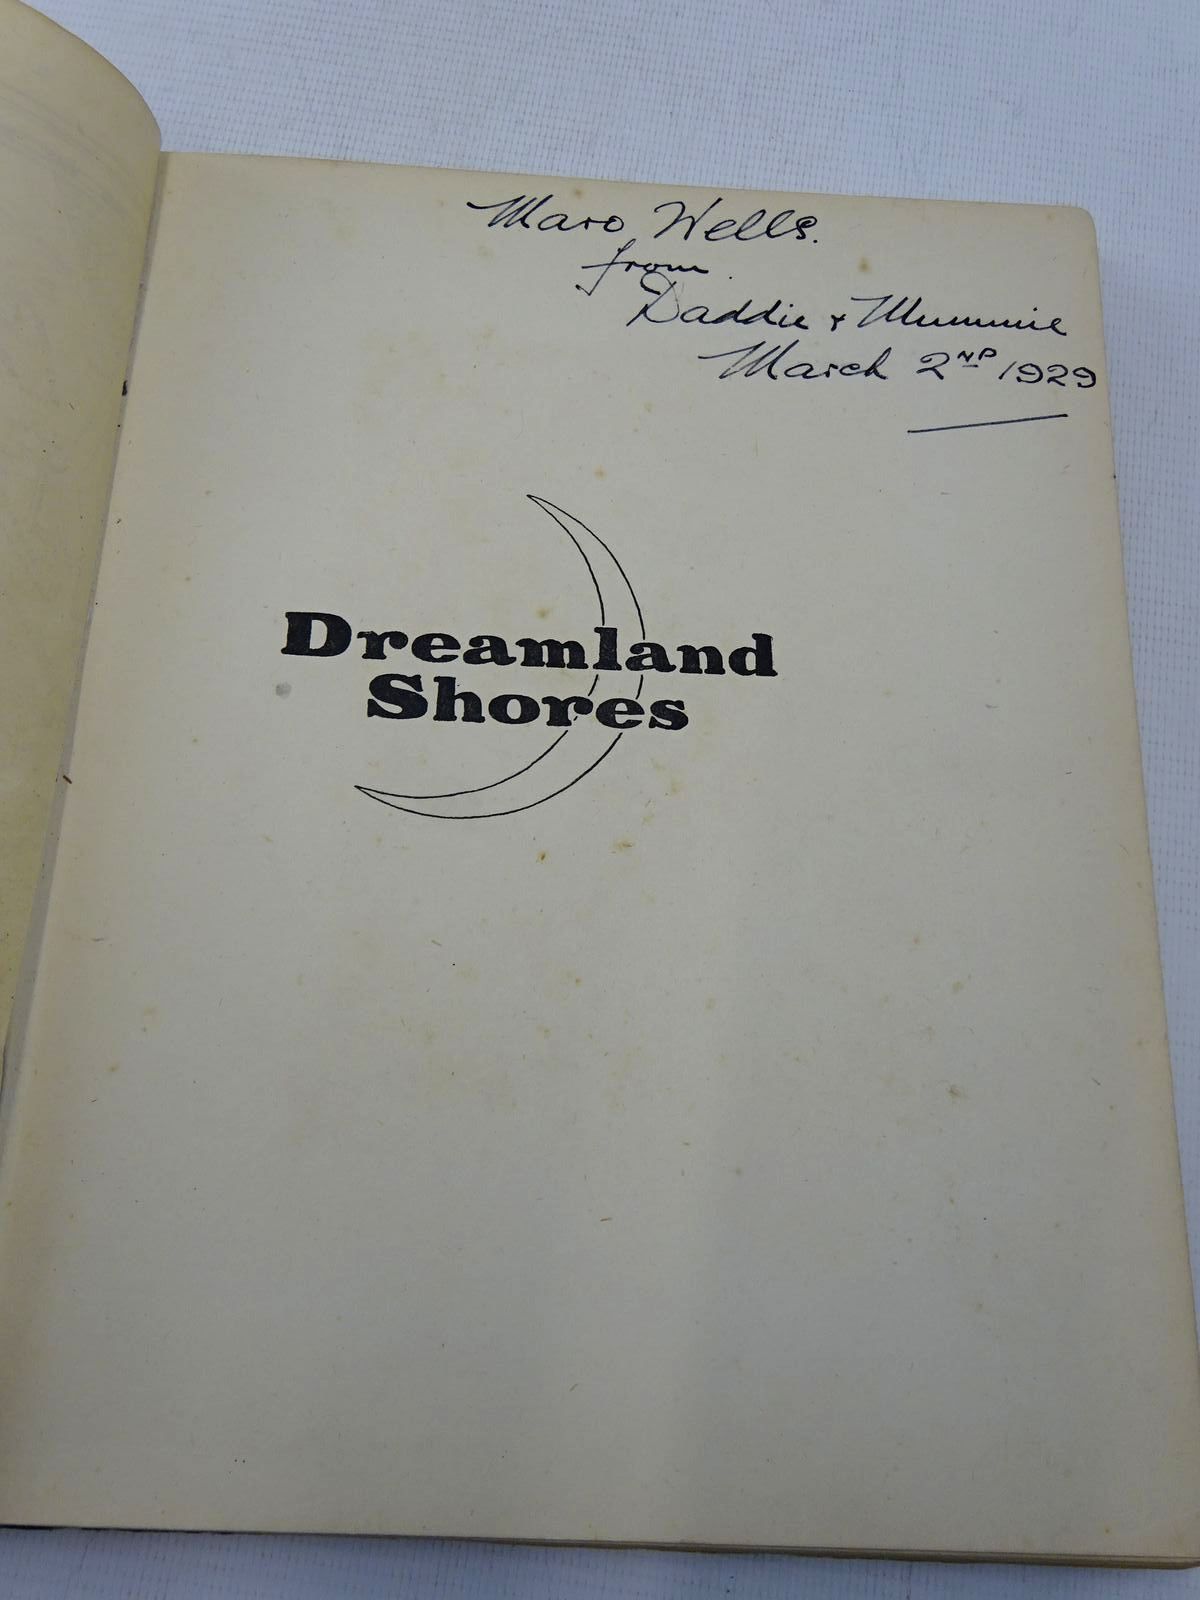 Maro Wells.
from
Daddie & Mummie
March 2ND 1929
Dreamland
Shores